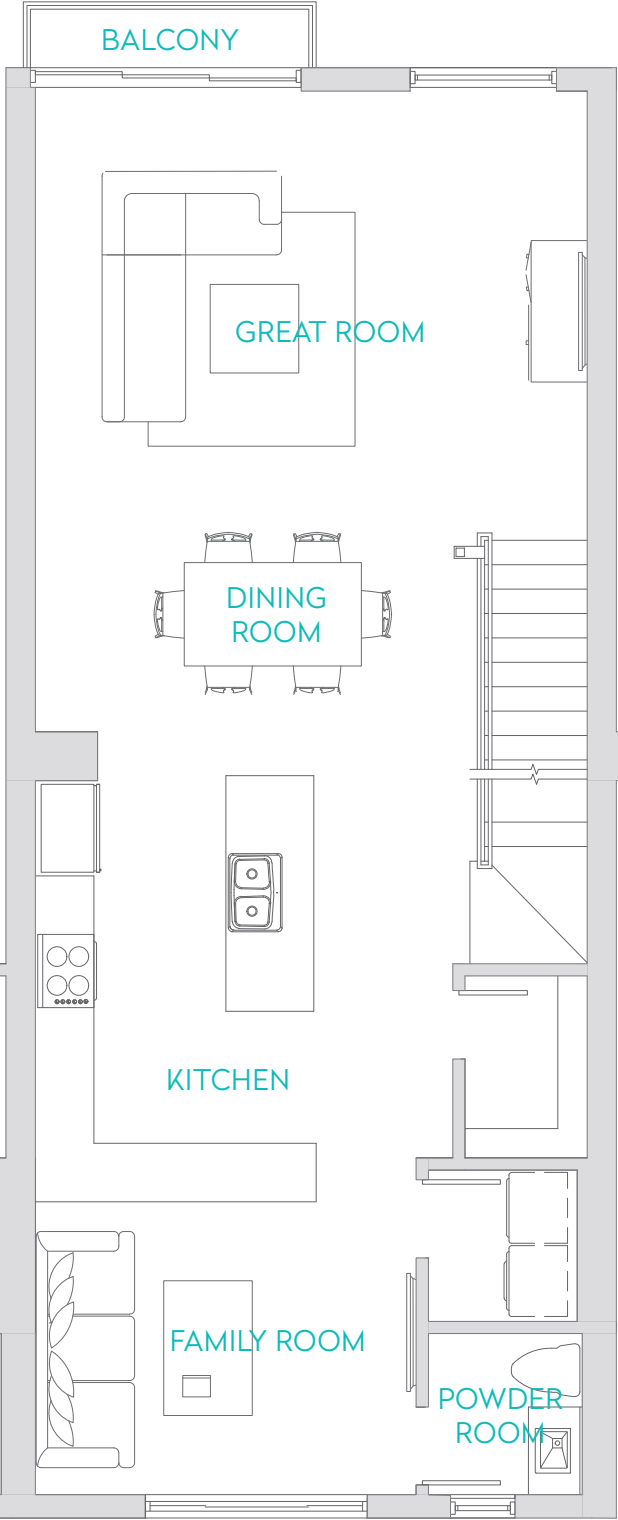 BALCONY
GREAT ROOM
DINING
ROOM
KITCHEN
FAMILY ROOM
POWDER
ROOM